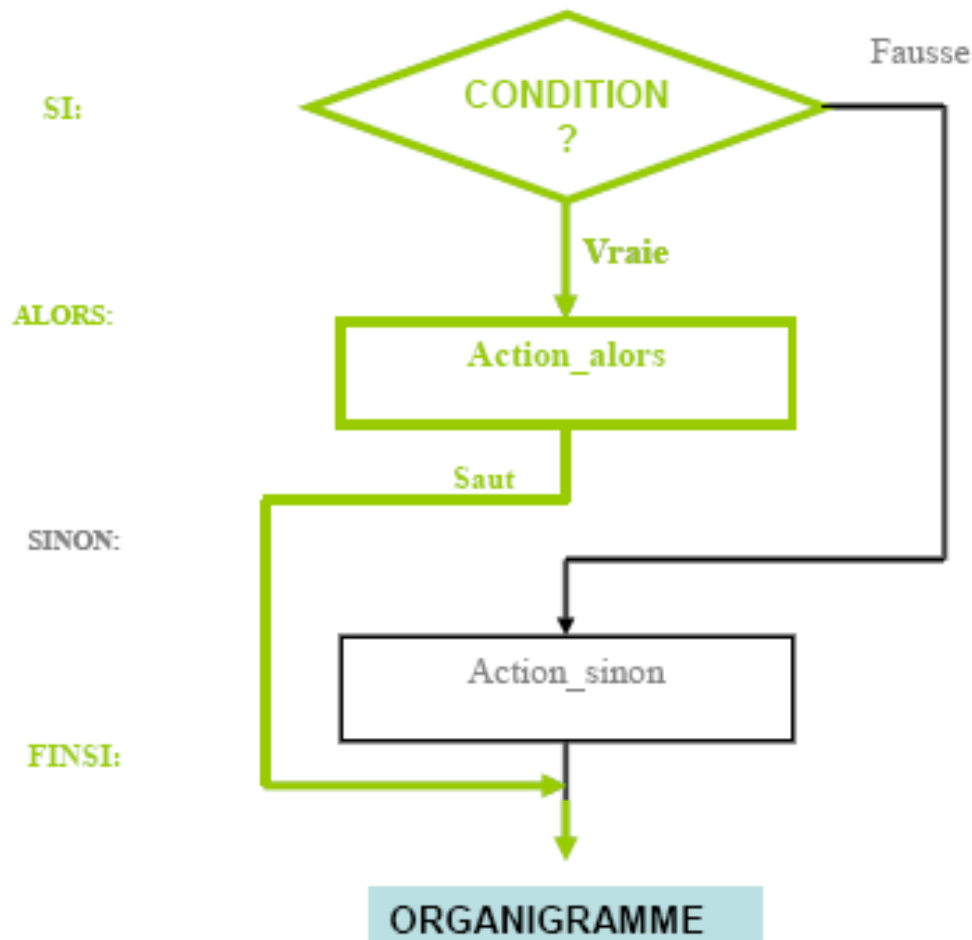 Fausse
SI:
CONDITION
?
Vraie
ALORS:
Action_alors
Saut
SINON:
Action_sinon
FINSI:
ORGANIGRAMME